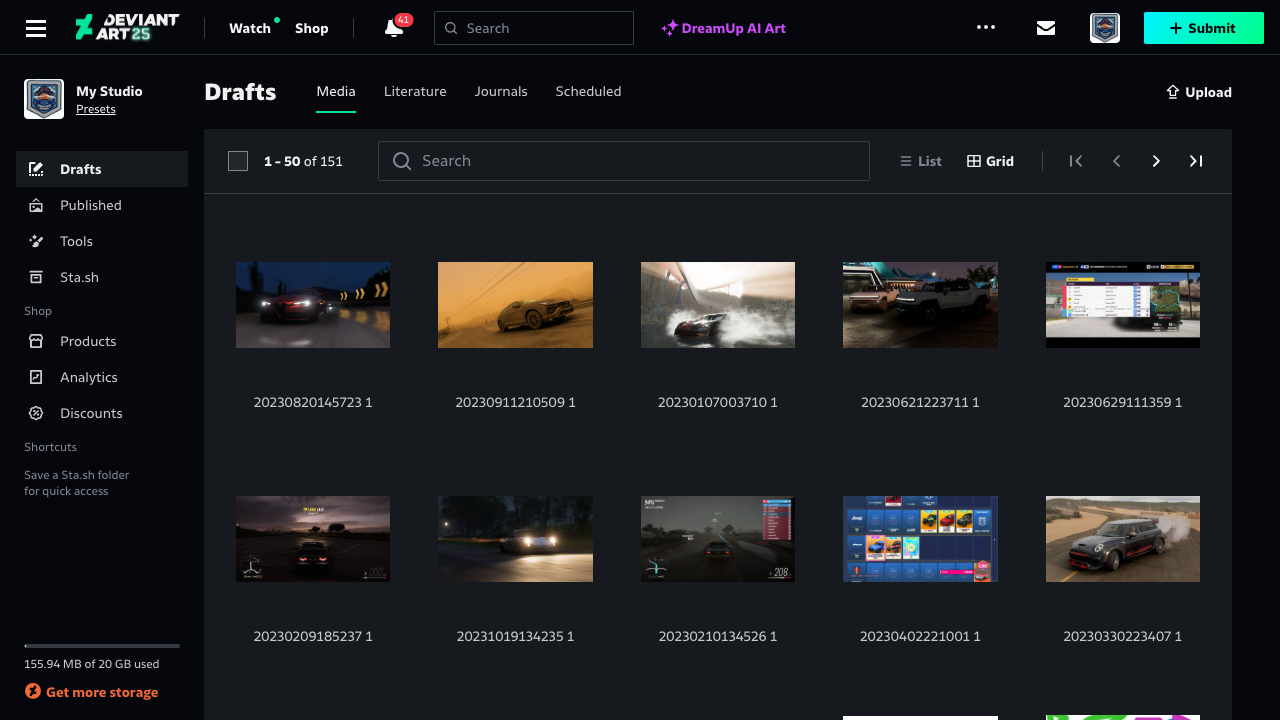 DEVIANT
ART 25
Watch
Shop
41
Search
DreamUp AI Art
Submit
My Studio
Presets
Drafts
Media
Literature
Journals
Scheduled
Upload
1 - 50 of 151
Search
List
Grid
Drafts
Published
Tools
Sta.sh
Shop
Products
Analytics
Discounts
Shortcuts
Save a Sta.sh folder
for quick access
20230820145723 1
20230911210509 1
20230107003710 1
20230621223711 1
20230629111359 1
94%
208
Jeep
20230209185237 1
20231019134235 1
20230210134526 1
20230402221001 1
20230330223407 1
155.94 MB of 20 GB used
Get more storage